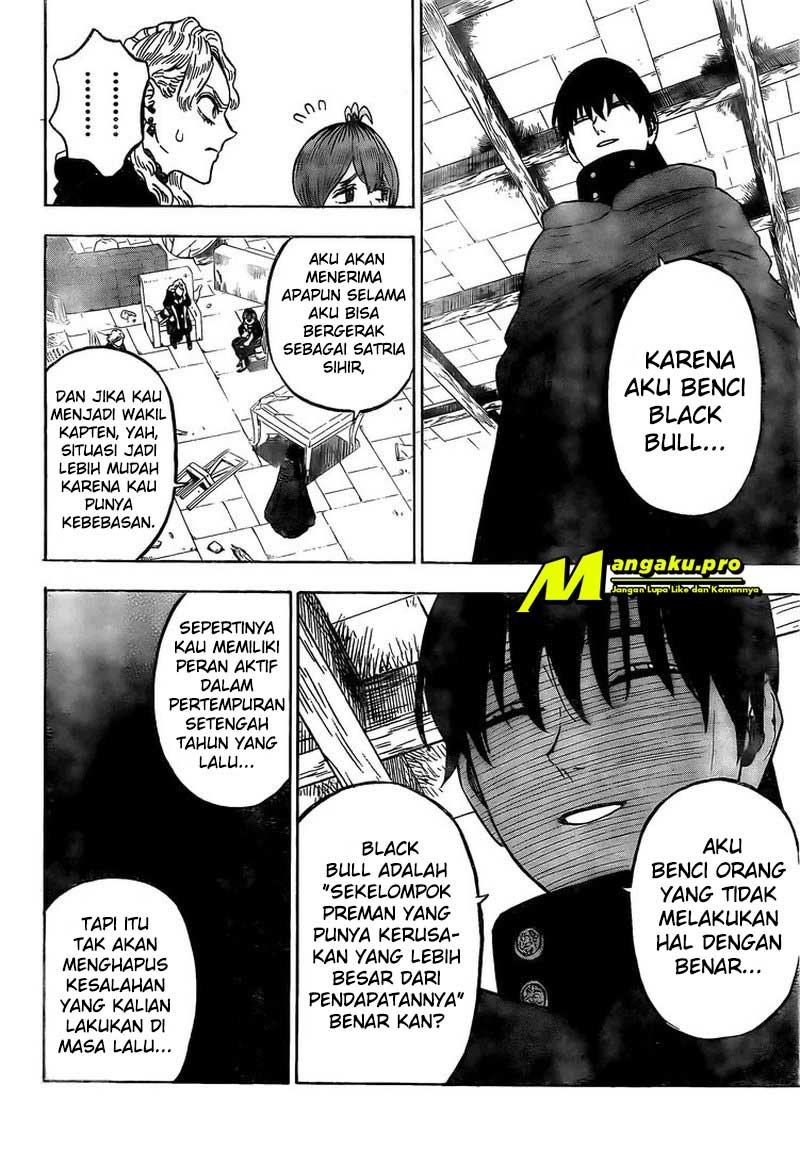 KARENA
AKU BENCI
BLACK
BULL...
.........
AKU AKAN
MENERIMA
APAPUN SELAMA
AKU BISA
BERGERAK
SEBAGAI SATRIA
SIHIR,
DAN JIKA KAU
MENJADI WAKIL
KAPTEN, YAH,
SITUASI JADI
LEBIH MUDAH
KARENA KAU
PUNYA
KEBEBASAN.
Mangaku.pro
Jangan Lupa Like dan Komennya
AKU
BENCI ORANG
YANG TIDAK
MELAKUKAN
HAL DENGAN
BENAR...
BLACK
BULL ADALAH
"SEKELOMPOK
PREMAN YANG
PUNYA KERUSA-
KAN YANG LEBIH
BESAR DARI
PENDAPATANNYA"
BENAR KAN?
SEPERTINYA
KAU MEMILIKI
PERAN AKTIF
DALAM
PERTEMPURAN
SETENGAH
TAHUN YANG
LALU...
TAPI ITU
TAK AKAN
MENGHAPUS
KESALAHAN
YANG KALIAN
LAKUKAN DI
MASA LALU...